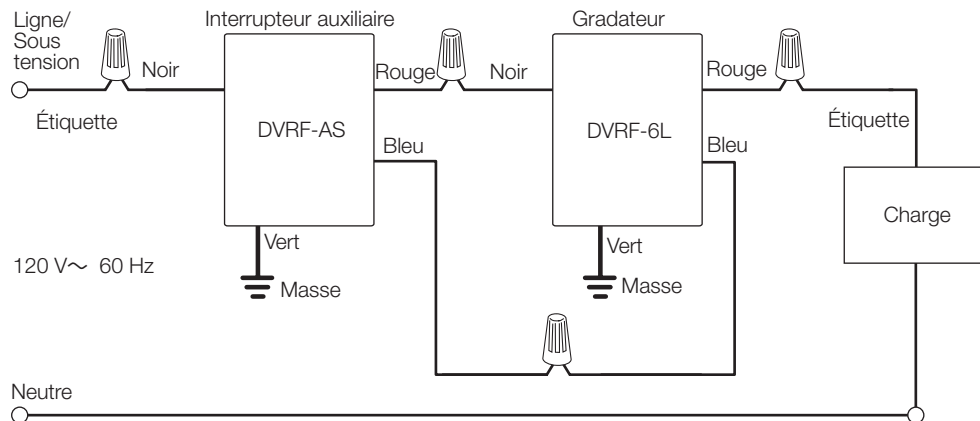 Ligne/
Sous
tension
Interrupteur auxiliaire
Gradateur
Noir
Rouge
Noir
Rouge
Étiquette
DVRF-AS
DVRF-6L
Étiquette
Bleu
Bleu
Charge
Vert
Vert
120 V~ 60 Hz
Masse
Masse
Neutre